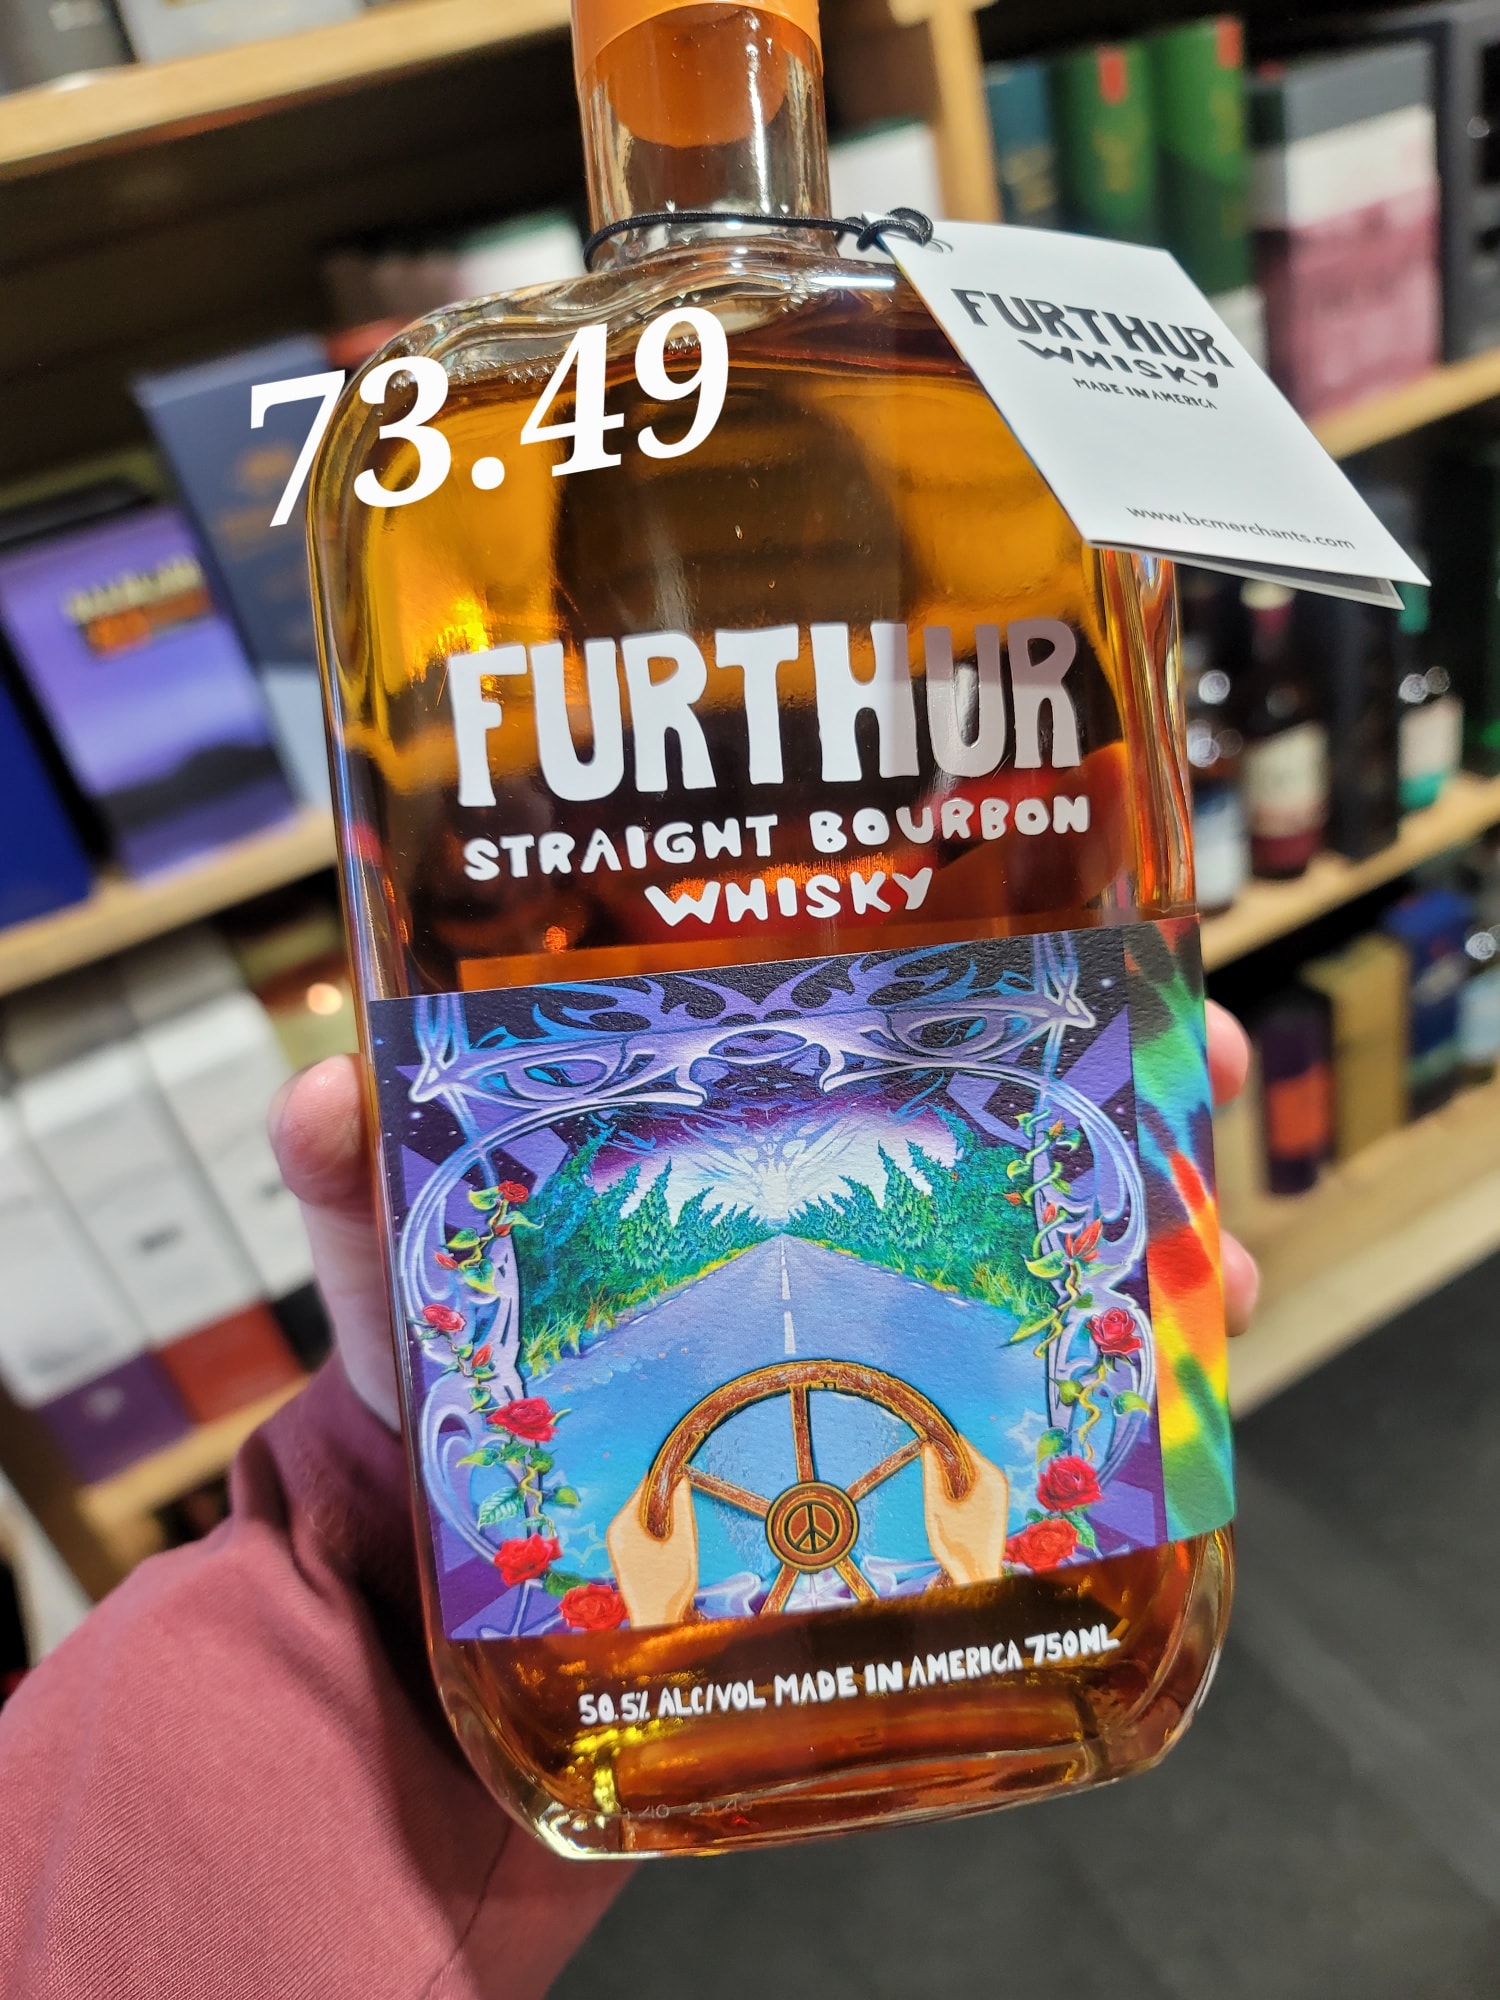 73.49
FURTHUR
WHISKY
MADE IN AMERICA
www.bcmerchants.com
FURTHUR
STRAIGHT BOURBON
WHISKY
50.5% ALC/VOL MADE IN AMERICA 750ML